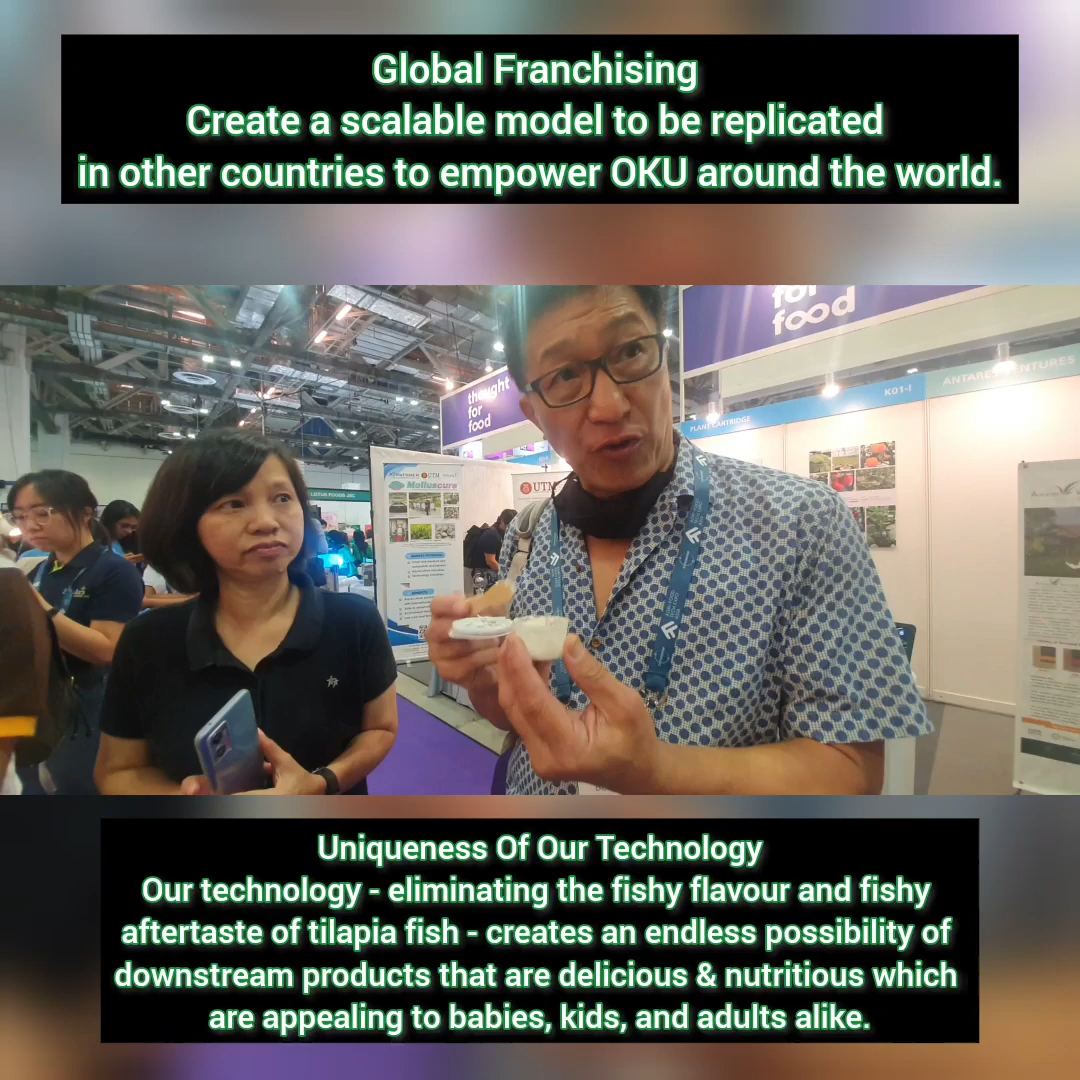 Global Franchising
Create a scalable model to be replicated
in other countries to empower OKU around the world.
for
food
thought
for
food
K01-I
ANTARES VENTURES
PLANT CARTRIDGE
LOTUS FOODS JSC
UTM
Molluscure
UTM
Uniqueness Of Our Technology
Our technology - eliminating the fishy flavour and fishy
aftertaste of tilapia fish - creates an endless possibility of
downstream products that are delicious & nutritious which
are appealing to babies, kids, and adults alike.